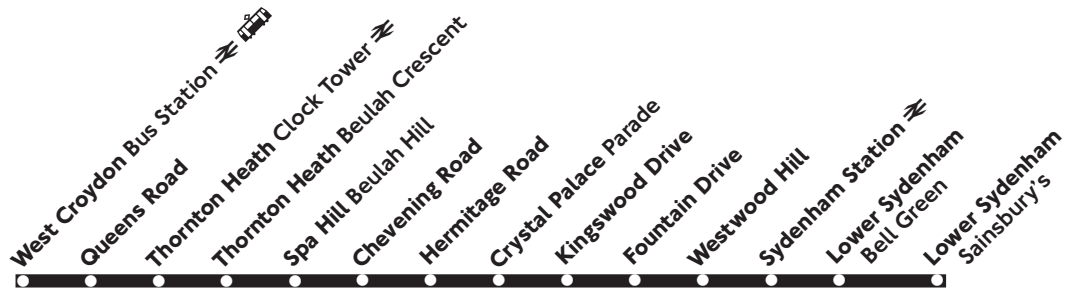 West Croydon Bus Station
Queens Road
Thornton Heath Clock Tower
Thornton Heath Beulah Crescent
Spa Hill Beulah Hill
Chevening Road
Hermitage Road
Crystal Palace Parade
Kingswood Drive
Fountain Drive
Westwood Hill
Sydenham Station
Lower Sydenham
Bell Green
Lower Sydenham
Sainsbury's